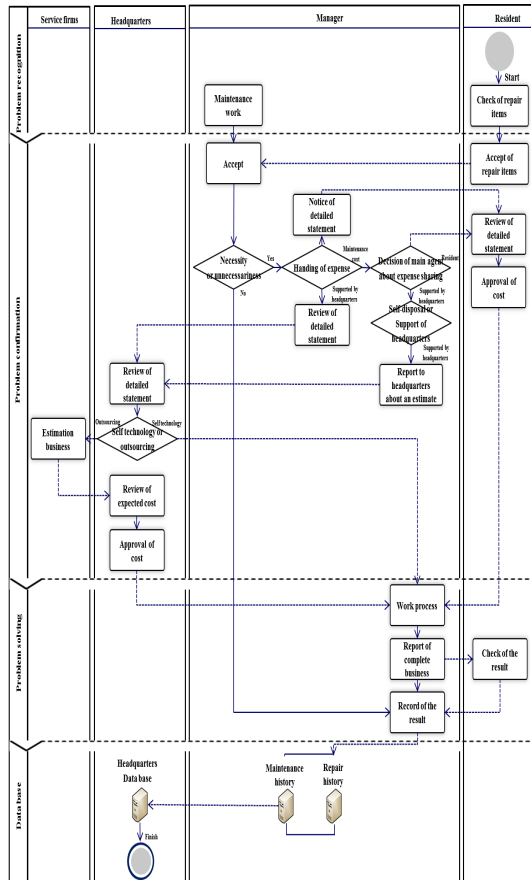 Service firms
Headquarters
Manager
Resident
Problem recognition
Start
Maintenance
work
Check of repair
items
Problem confirmation
Accept
Accept of
repair items
Notice of
detailed
statement
Review of
detailed
statement
Necessity
or unnecessariness
Yes
No
Handing of expense
Maintenance
cost
Decision of main agent
about expense sharing
Resident
Approval of
cost
Supported by
headquarters
Supported by
headquarters
Review of
detailed
statement
Self-disposal or
Support of
headquarters
Supported by
headquarters
Review of
detailed
statement
Report to
headquarters
about an estimate
Outsourcing
Self technology
Self technology or
outsourcing
Estimation
business
Review of
expected cost
Approval of
cost
Problem solving
Work process
Report of
complete
business
Check of the
result
Record of the
result
Data base
Headquarters
Data base
Maintenance
history
Repair
history
Finish